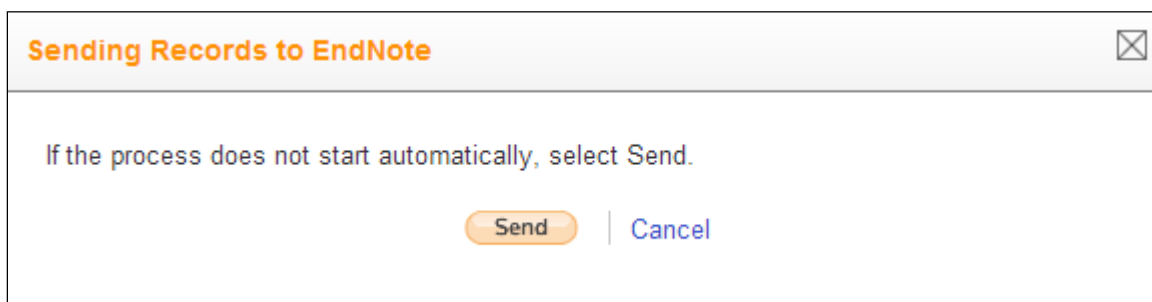 Sending Records to EndNote
If the process does not start automatically, select Send.
Send Cancel